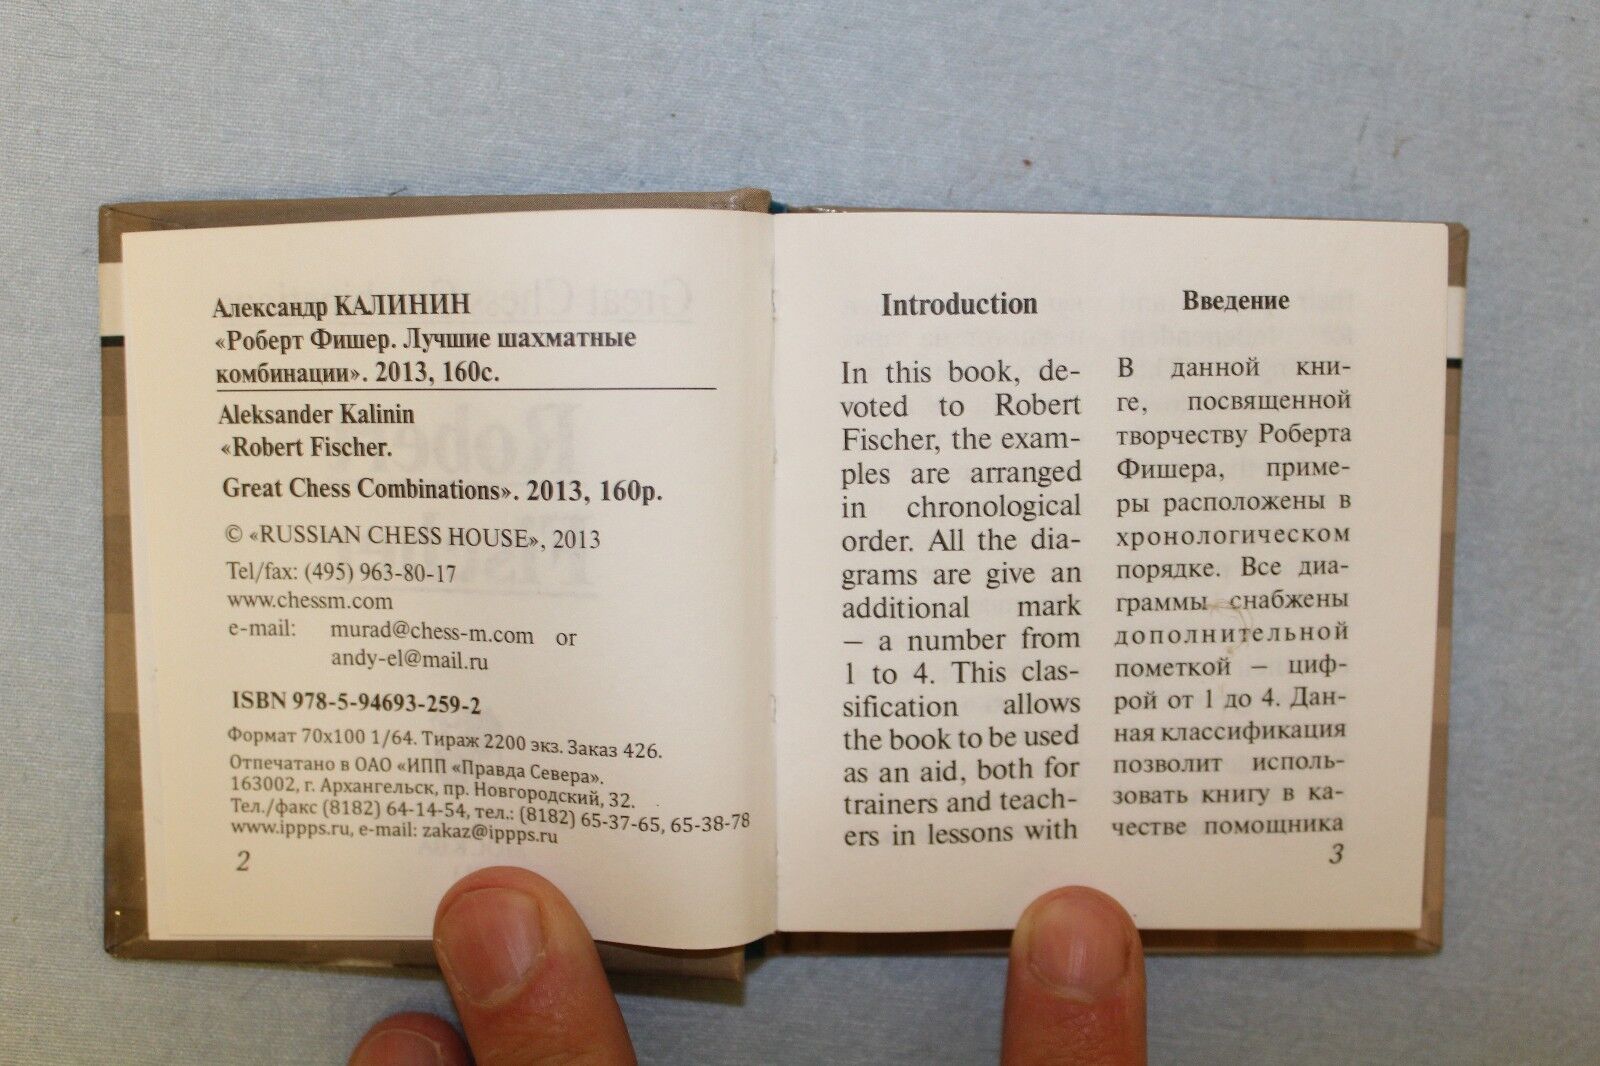 Александр КАЛИНИН
«Роберт Фишер. Лучшие шахматные
комбинации». 2013, 160с.
Aleksander Kalinin
«Robert Fischer.
Great Chess Combinations». 2013, 160p.
© «RUSSIAN CHESS HOUSE», 2013
Tel/fax: (495) 963-80-17
www.chessm.com
e-mail: murad@chess-m.com or
andy-el@mail.ru
ISBN 978-5-94693-259-2
Формат 70x100 1/64. Тираж 2200 экз. Заказ 426.
Отпечатано в ОАО «ИПП «Правда Севера».
163002, г. Архангельск, пр. Новгородский, 32.
Тел./факс (8182) 64-14-54, тел.: (8182) 65-37-65, 65-38-78
www.ippps.ru, e-mail: zakaz@ippps.ru
2
Introduction
In this book, de-
voted to Robert
Fischer, the exam-
ples are arranged
in chronological
order. All the dia-
grams are give an
additional mark
– a number from
1 to 4. This clas-
sification allows
the book to be used
as an aid, both for
trainers and teach-
ers in lessons with
Введение
В данной кни-
ге, посвященной
творчеству Роберта
Фишера, приме-
ры расположены в
хронологическом
порядке. Все диа-
граммы снабжены
дополнительной
пометкой – циф-
рой от 1 до 4. Дан-
ная классификация
позволит исполь-
зовать книгу в ка-
честве помощника
3